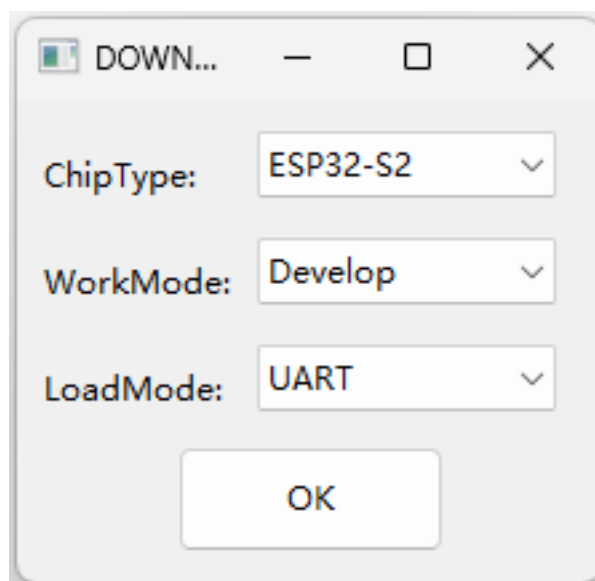 DOWN...
ChipType: ESP32-S2
WorkMode: Develop
LoadMode: UART
OK